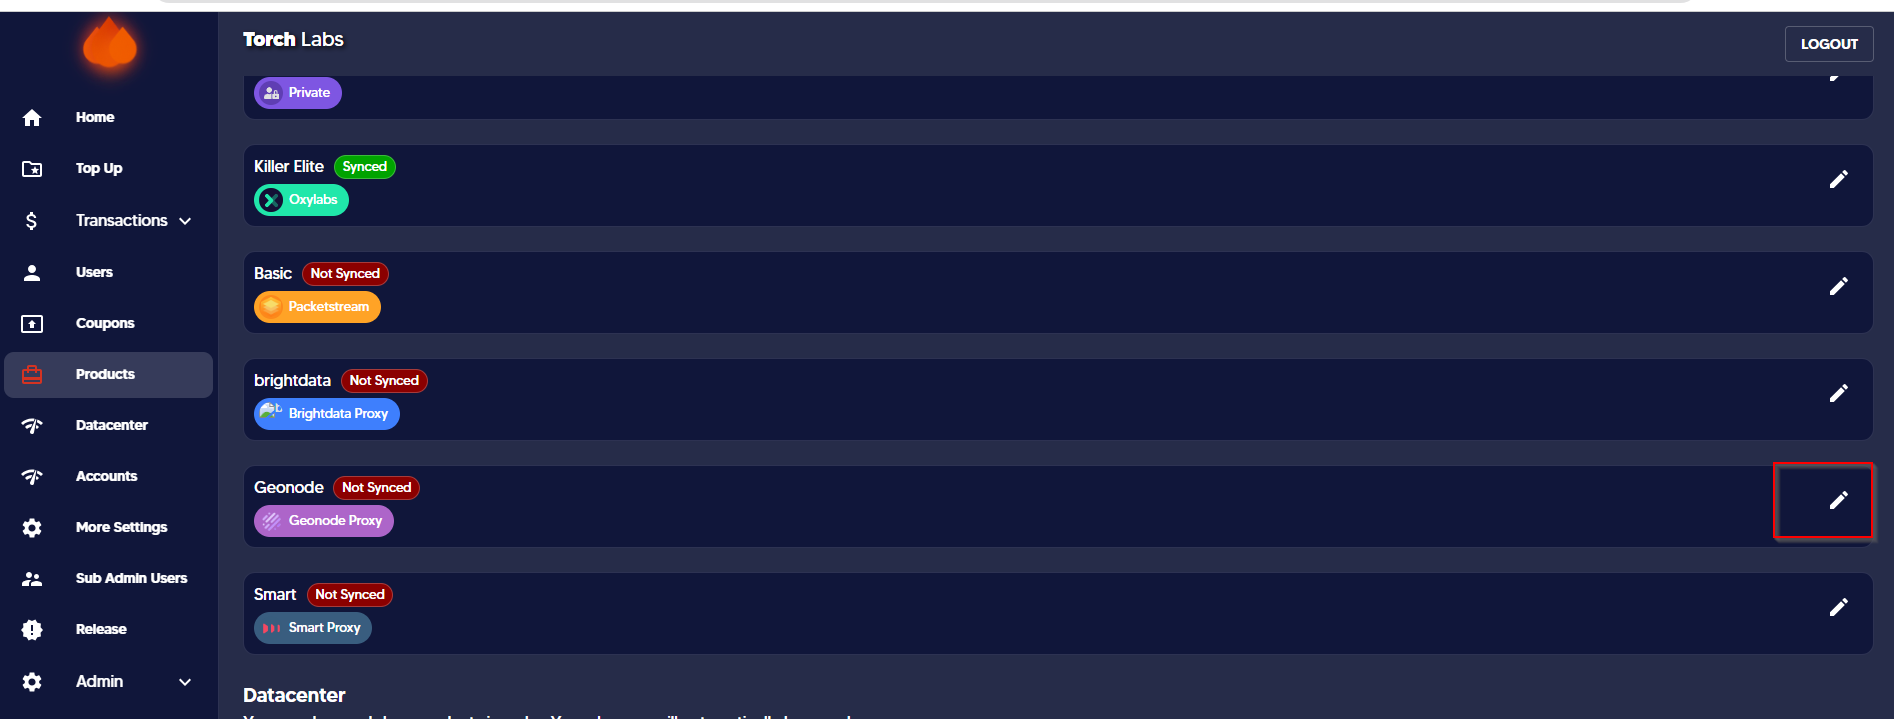 Torch Labs
LOGOUT
Home
Top Up
Transactions
Users
Coupons
Products
Datacenter
Accounts
More Settings
Sub Admin Users
Release
Admin
Private
Killer Elite Synced
Oxylabs
Basic Not Synced
Packetstream
brightdata Not Synced
Brightdata Proxy
Geonode Not Synced
Geonode Proxy
Smart Not Synced
Smart Proxy
Datacenter